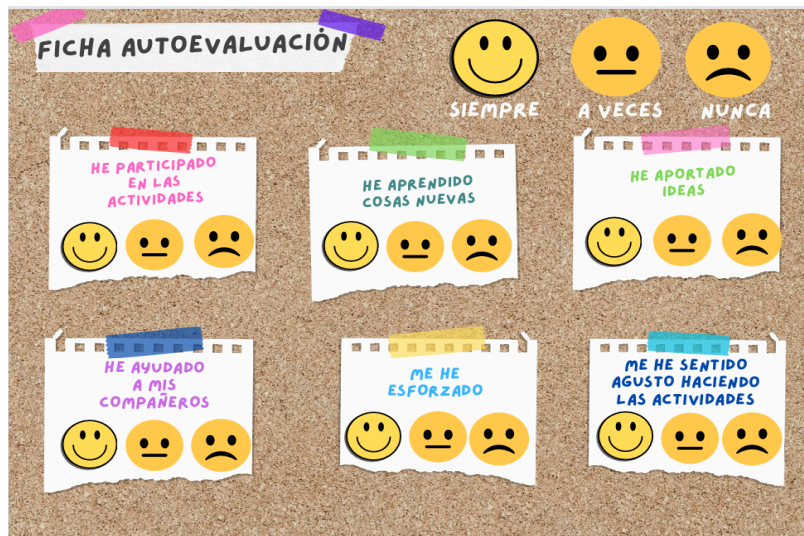 FICHA AUTOEVALUACIÓN
SIEMPRE
A VECES
NUNCA
HE PARTICIPADO
EN LAS
ACTIVIDADES
HE APRENDIDO
COSAS NUEVAS
HE APORTADO
IDEAS
HE AYUDADO
A MIS
COMPAÑEROS
ME HE
ESFORZADO
ME HE SENTIDO
AGUSTO HACIENDO
LAS ACTIVIDADES